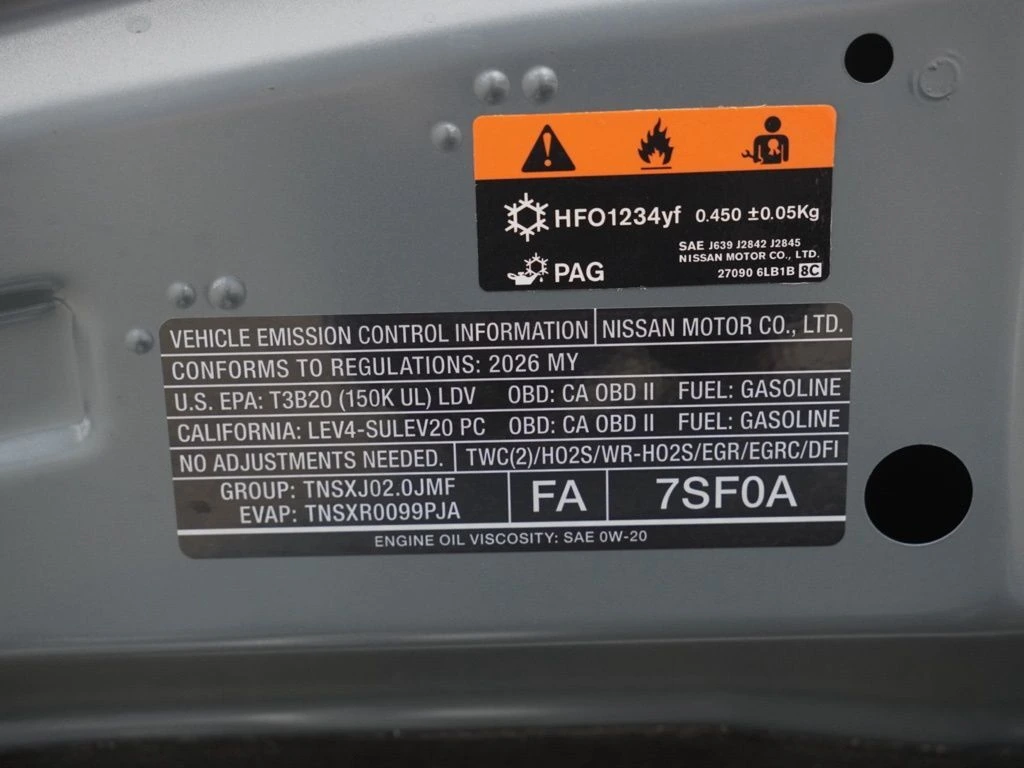 HFO1234yf 0.450 ±0.05Kg
SAE J639 J2842 J2845
NISSAN MOTOR CO., LTD.
PAG
27090 6LB1B 8C
VEHICLE EMISSION CONTROL INFORMATION NISSAN MOTOR CO., LTD.
CONFORMS TO REGULATIONS: 2026 MY
U.S. EPA: T3B20 (150K UL) LDV OBD: CA OBD II FUEL: GASOLINE
CALIFORNIA: LEV4-SULEV20 PC OBD: CA OBD II FUEL: GASOLINE
NO ADJUSTMENTS NEEDED. TWC(2)/HO2S/WR-HO2S/EGR/EGRC/DFI
GROUP: TNSXJ02.0JMF
EVAP: TNSXR0099PJA
FA
7SF0A
ENGINE OIL VISCOSITY: SAE 0W-20